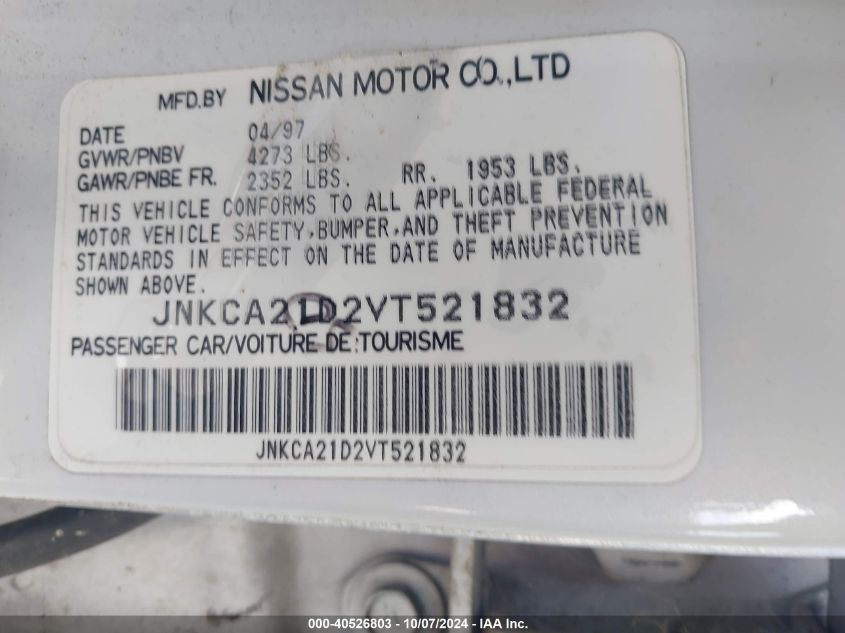 MFD.BY NISSAN MOTOR CO.,LTD
DATE 04/97
GVWR/PNBV 4273 LBS.
GAWR/PNBE FR. 2352 LBS. RR. 1953 LBS.
THIS VEHICLE CONFORMS TO ALL APPLICABLE FEDERAL
MOTOR VEHICLE SAFETY,BUMPER,AND THEFT PREVENTION
STANDARDS IN EFFECT ON THE DATE OF MANUFACTURE
SHOWN ABOVE.
JNKCA21D2VT521832
PASSENGER CAR/VOITURE DE:TOURISME
JNKCA21D2VT521832
000-40526803 - 10/07/2024 - IAA Inc.